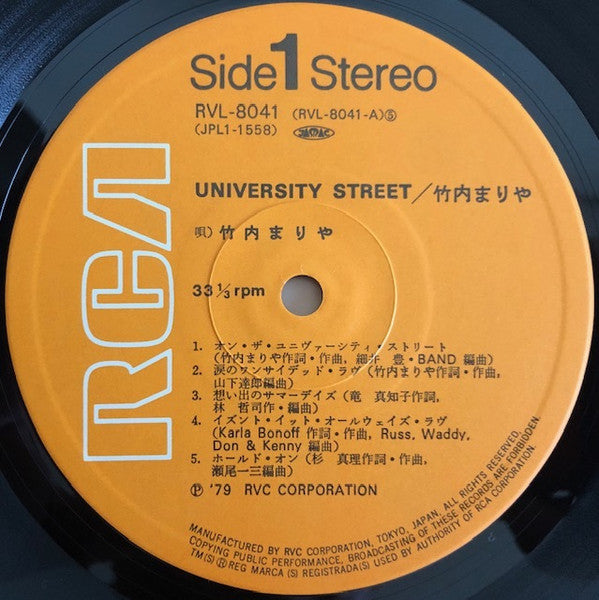 RCA
Side 1 Stereo
RVL-8041 (RVL-8041-A)⑤
(JPL1-1558) JASRAC
UNIVERSITY STREET/竹内まりや
唄) 竹内まりや
33 1/3 rpm
1. オン・ザ・ユニヴァーシティ・ストリート
(竹内まりや作詞・作曲, 細井 豊・BAND 編曲)
2. 涙のワンサイデッド・ラヴ (竹内まりや作詞・作曲,
山下達郎編曲)
3. 想い出のサマーデイズ (竜 真知子作詞,
林 哲司作・編曲)
4. イズント・イット・オールウェイズ・ラヴ
(Karla Bonoff 作詞・作曲, Russ, Waddy,
Don & Kenny 編曲)
5. ホールド・オン (杉 真理作詞・作曲,
瀬尾一三編曲)
Ⓟ '79 RVC CORPORATION
MANUFACTURED BY RVC CORPORATION, TOKYO, JAPAN, ALL RIGHTS RESERVED.
COPYING PUBLIC PERFORMANCE, BROADCASTING OF THESE RECORDS ARE FORBIDDEN.
TM(S) Ⓡ REG MARCA (S) REGISTRADA(S) USED BY AUTHORITY OF RCA CORPORATION.